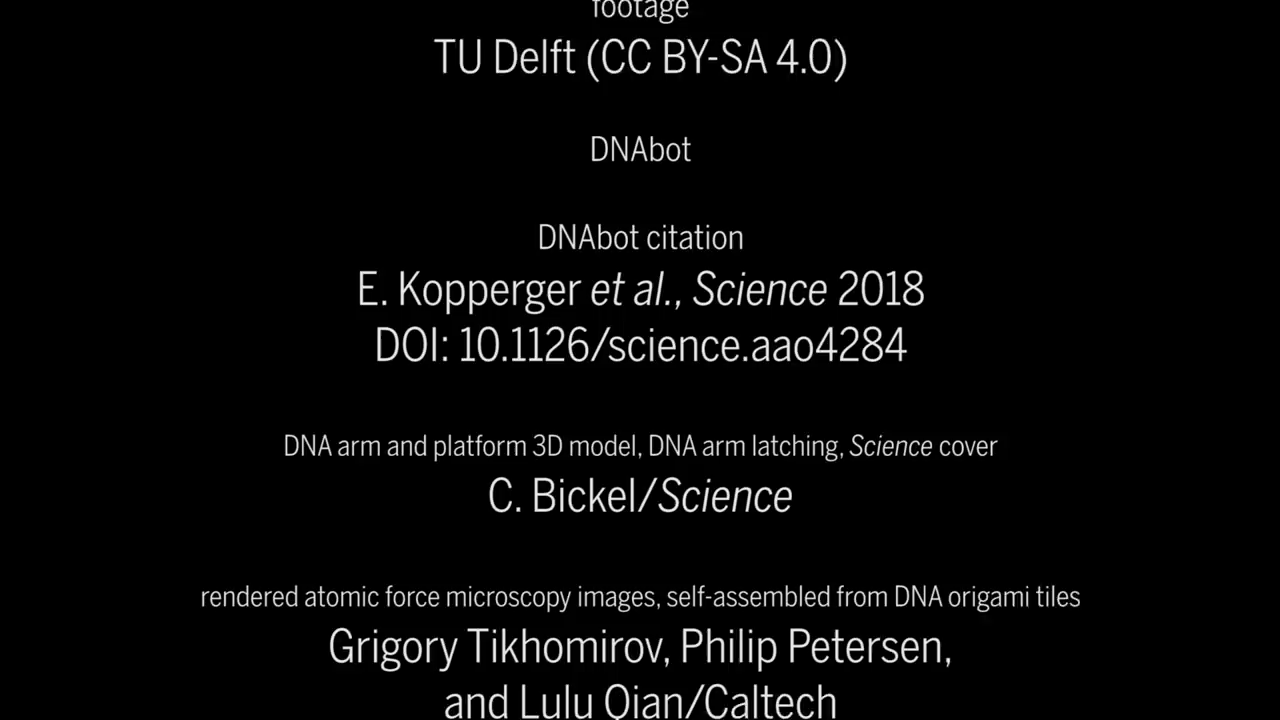 footage
TU Delft (CC BY-SA 4.0)
DNAbot
DNAbot citation
E. Kopperger et al., Science 2018
DOI: 10.1126/science.aao4284
DNA arm and platform 3D model, DNA arm latching, Science cover
C. Bickel/Science
rendered atomic force microscopy images, self-assembled from DNA origami tiles
Grigory Tikhomirov, Philip Petersen,
and Lulu Qian/Caltech